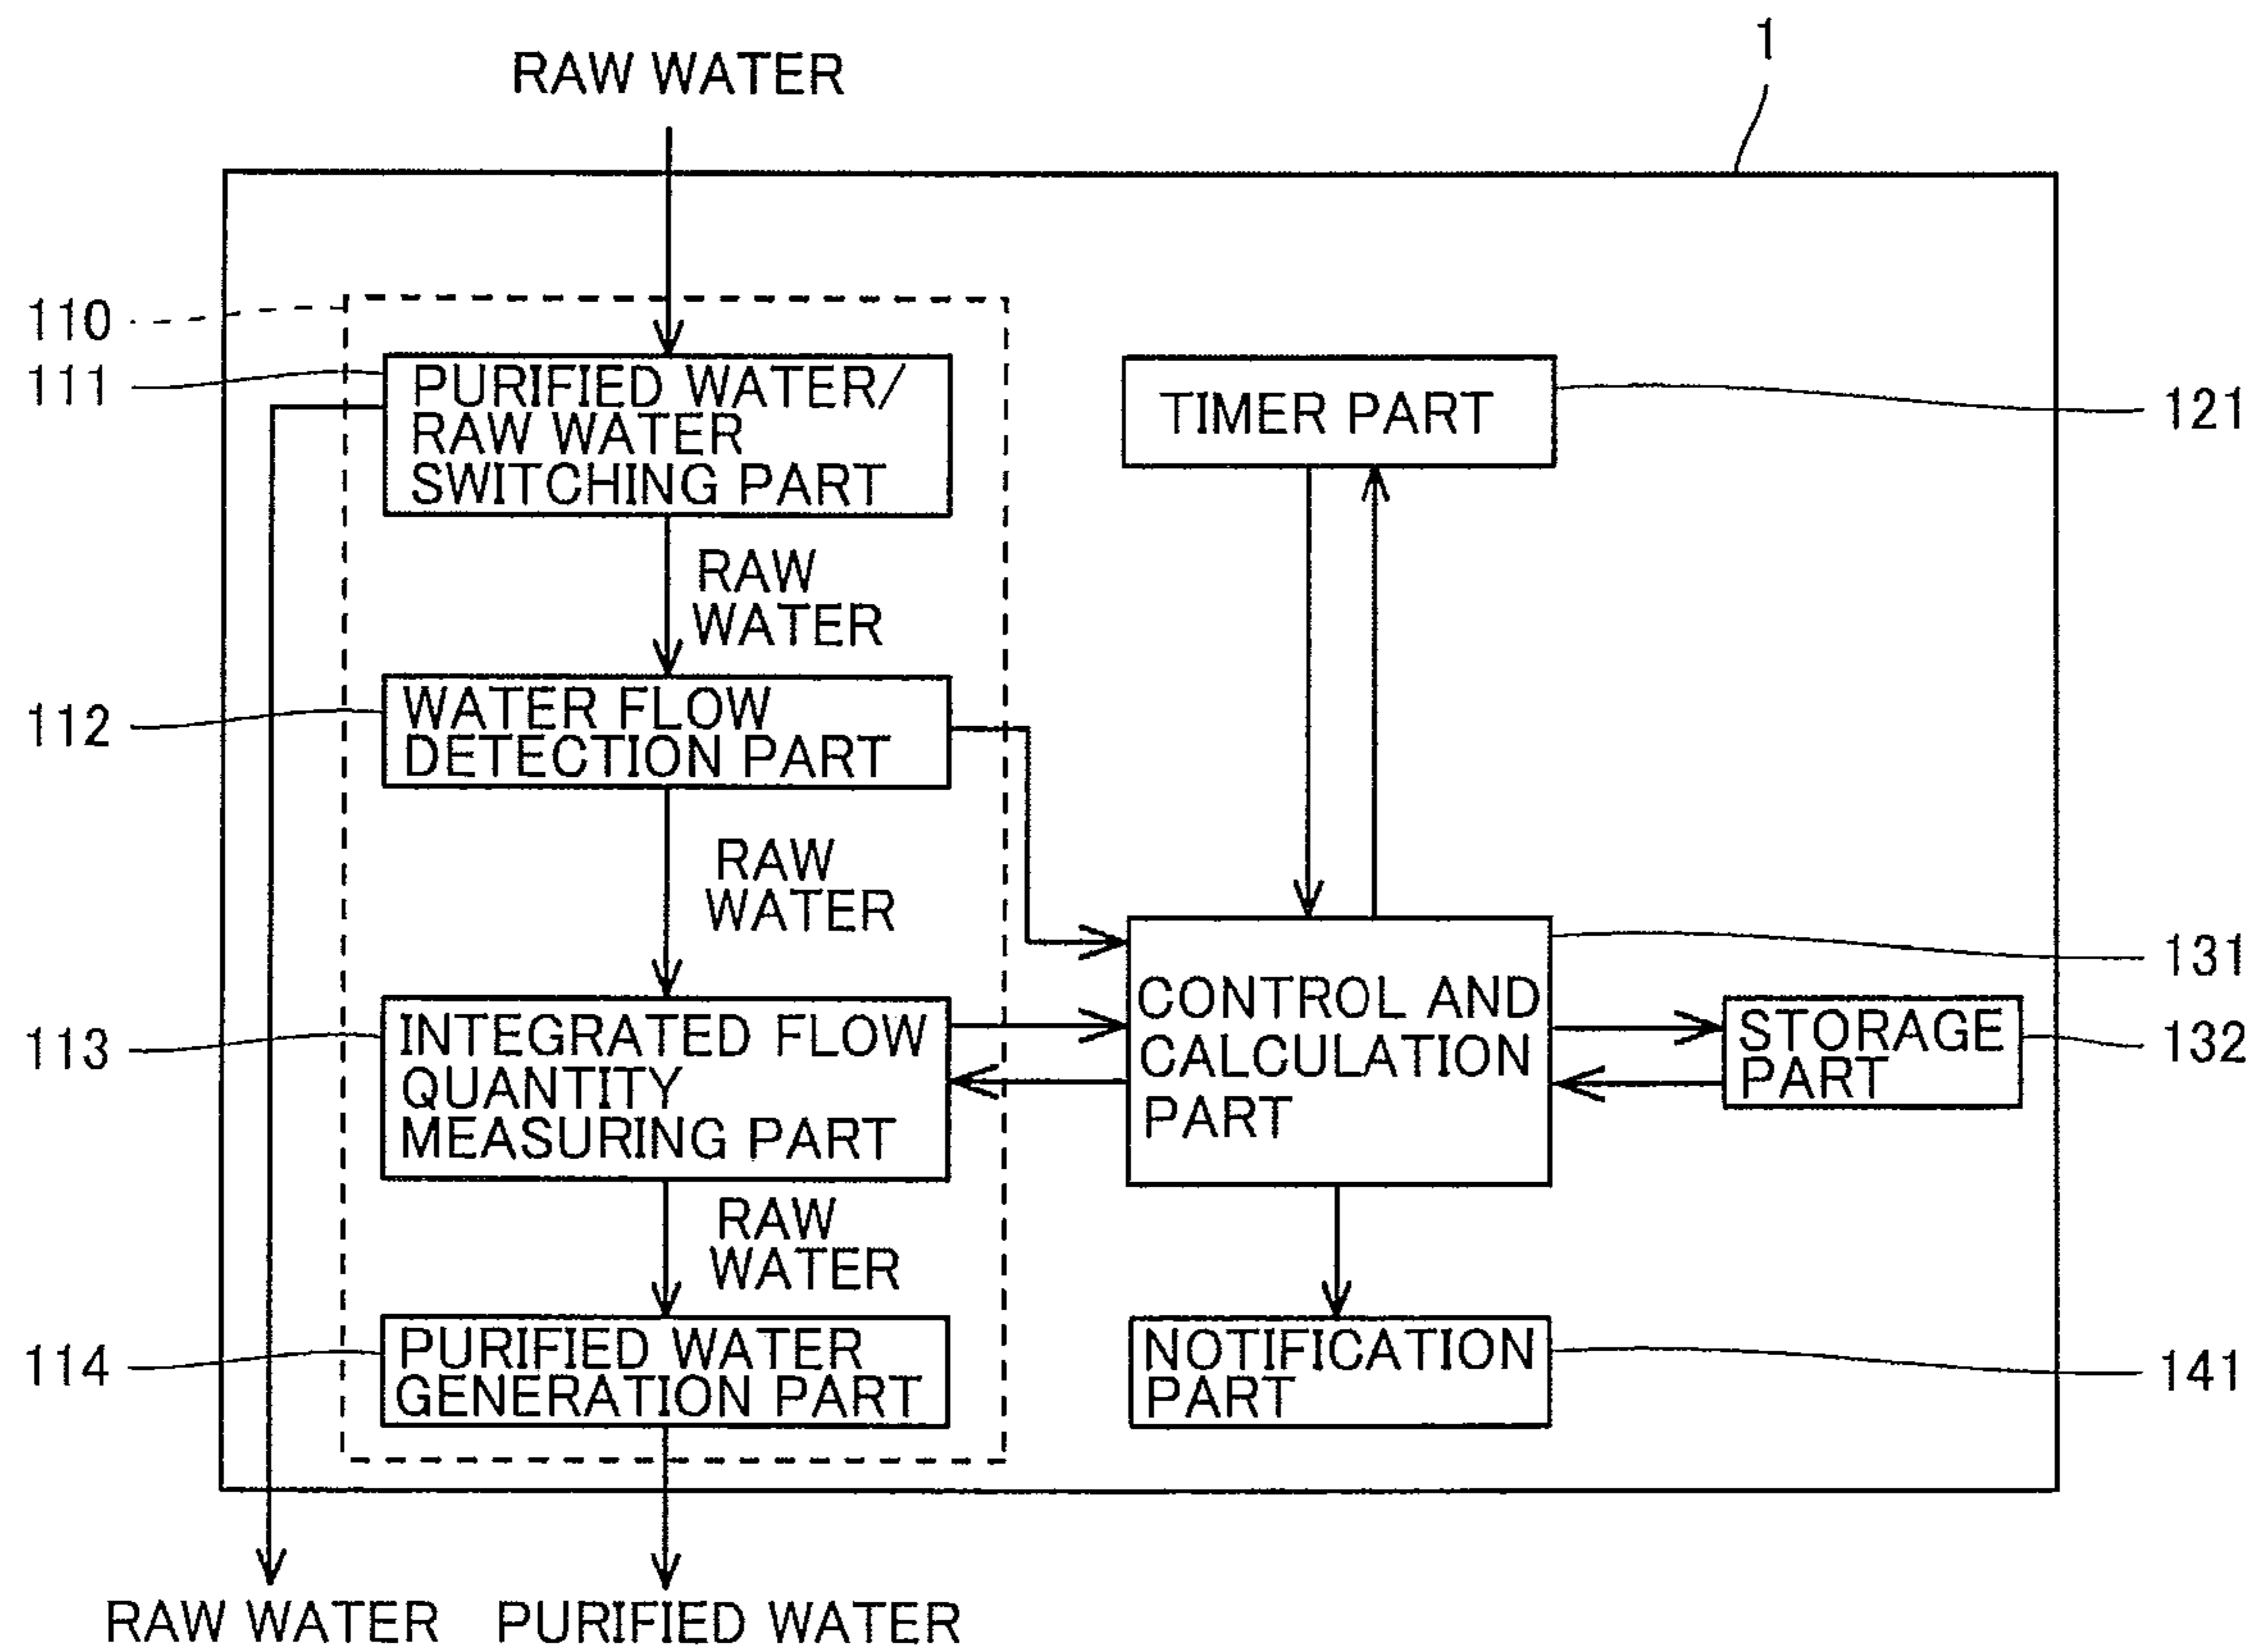 1
RAW WATER
110
111
PURIFIED WATER/
RAW WATER
SWITCHING PART
TIMER PART
121
RAW
WATER
112
WATER FLOW
DETECTION PART
RAW
WATER
131
113
INTEGRATED FLOW
QUANTITY
MEASURING PART
CONTROL AND
CALCULATION
PART
STORAGE
PART
132
RAW
WATER
114
PURIFIED WATER
GENERATION PART
NOTIFICATION
PART
141
RAW WATER
PURIFIED WATER